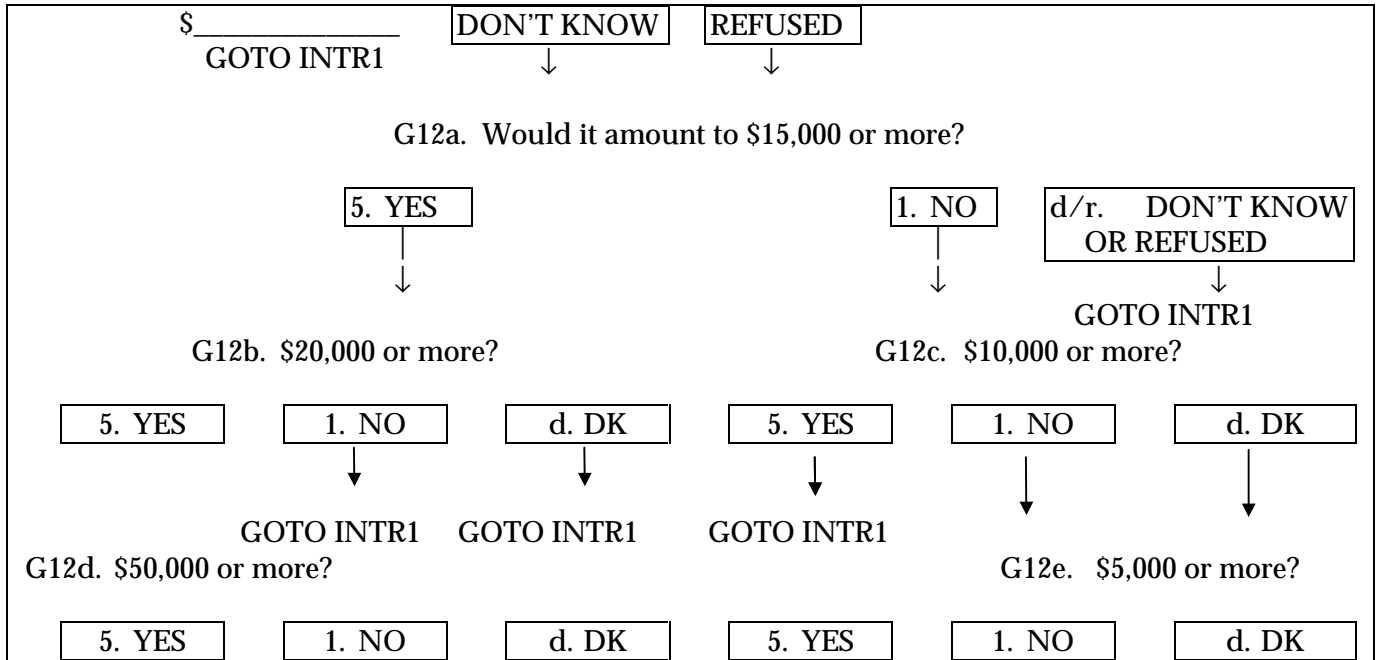 $______________ DON'T KNOW REFUSED
GOTO INTR1
G12a. Would it amount to $15,000 or more?
5. YES 1. NO d/r. DON'T KNOW
OR REFUSED
GOTO INTR1
G12b. $20,000 or more? G12c. $10,000 or more?
5. YES 1. NO d. DK 5. YES 1. NO d. DK
GOTO INTR1 GOTO INTR1 GOTO INTR1
G12d. $50,000 or more? G12e. $5,000 or more?
5. YES 1. NO d. DK 5. YES 1. NO d. DK